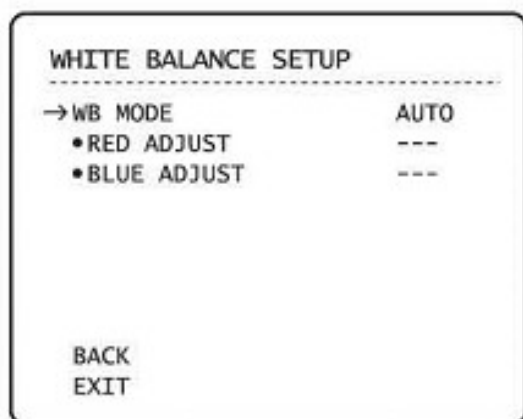 WHITE BALANCE SETUP
→WB MODE AUTO
•RED ADJUST ---
•BLUE ADJUST ---
BACK
EXIT